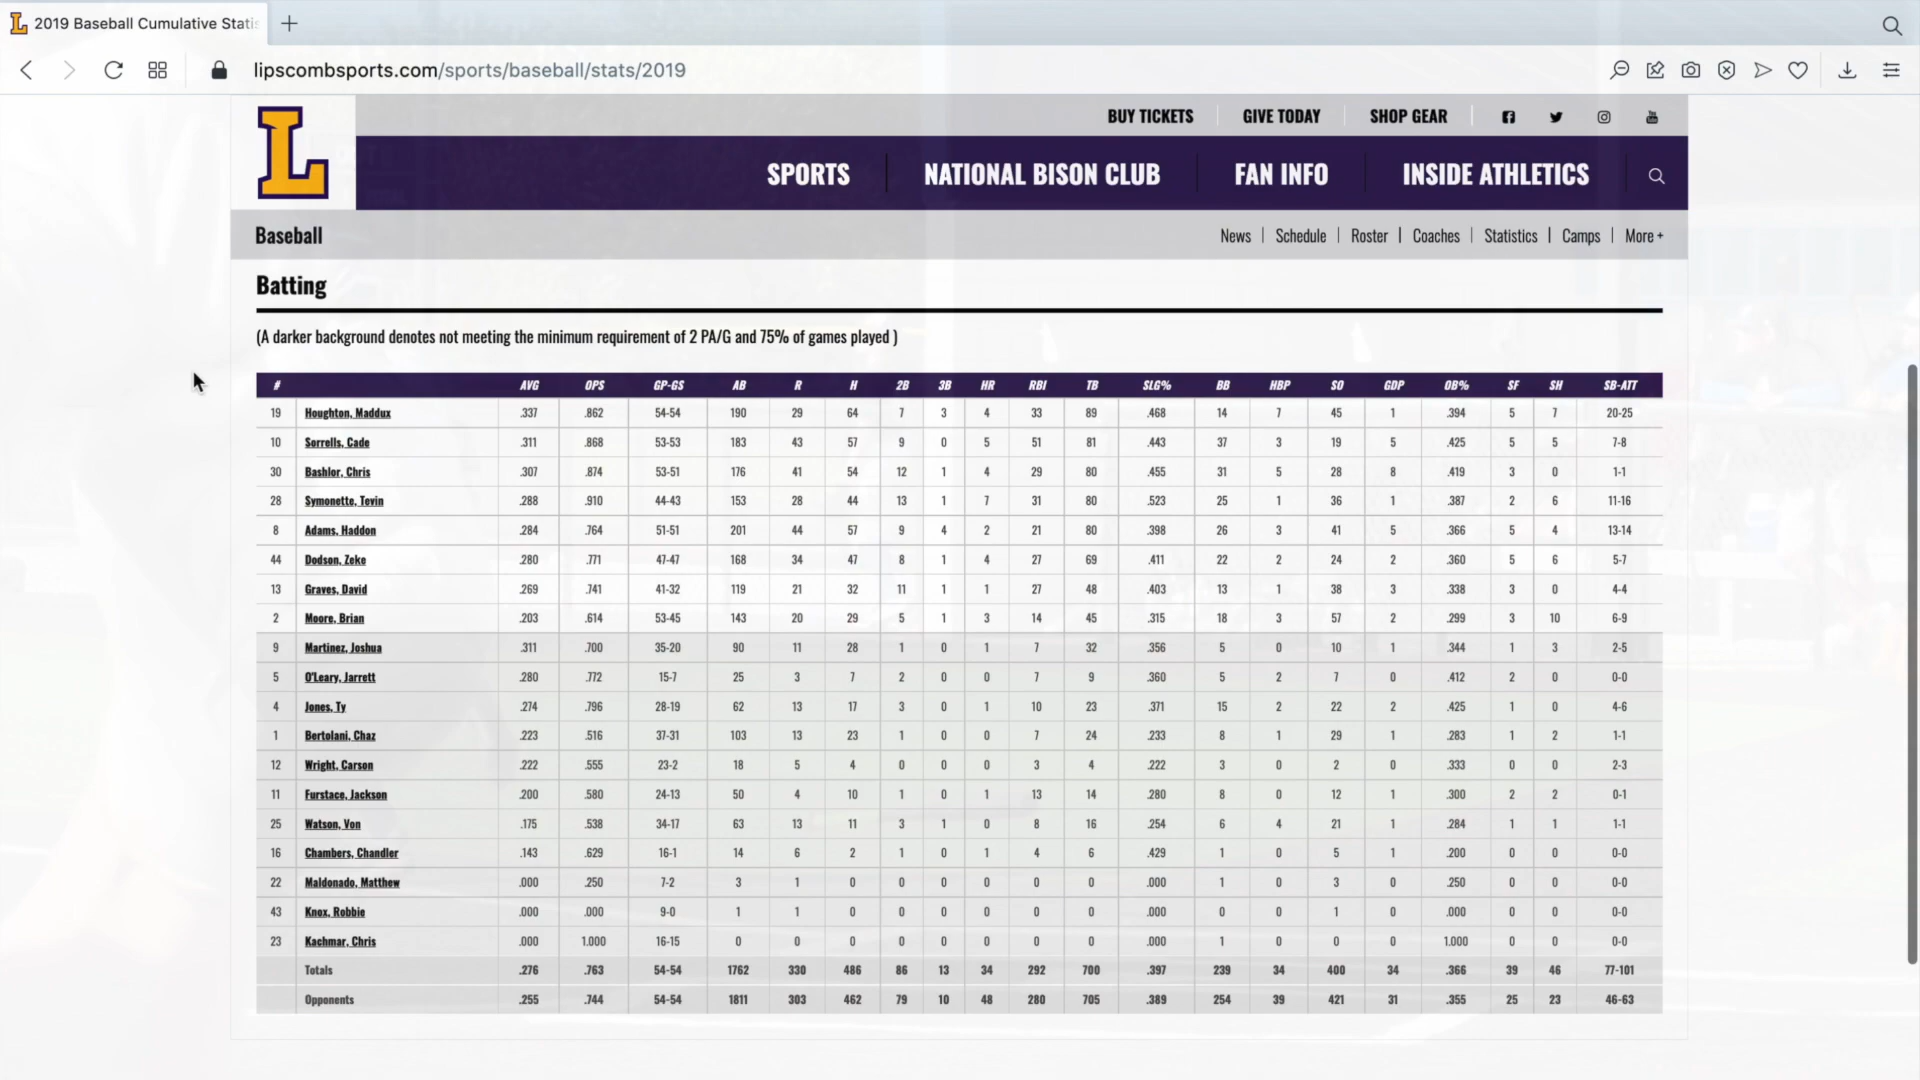 2019 Baseball Cumulative Statis
lipscombsports.com/sports/baseball/stats/2019
BUY TICKETS GIVE TODAY SHOP GEAR
L
SPORTS NATIONAL BISON CLUB FAN INFO INSIDE ATHLETICS
Baseball News | Schedule | Roster | Coaches | Statistics | Camps | More +
Batting
(A darker background denotes not meeting the minimum requirement of 2 PA/G and 75% of games played )
# AVG OPS GP-GS AB R H 2B 3B HR RBI TB SLG% BB HBP SO GDP OB% SF SH SB-ATT
19 Houghton, Maddux .337 .862 54-54 190 29 64 7 3 4 33 89 .468 14 7 45 1 .394 5 7 20-25
10 Sorrells, Cade .311 .868 53-53 183 43 57 9 0 5 51 81 .443 37 3 19 5 .425 5 5 7-8
30 Bashlor, Chris .307 .874 53-51 176 41 54 12 1 4 29 80 .455 31 5 28 8 .419 3 0 1-1
28 Symonette, Tevin .288 .910 44-43 153 28 44 13 1 7 31 80 .523 25 1 36 1 .387 2 6 11-16
8 Adams, Haddon .284 .764 51-51 201 44 57 9 4 2 21 80 .398 26 3 41 5 .366 5 4 13-14
44 Dodson, Zeke .280 .771 47-47 168 34 47 8 1 4 27 69 .411 22 2 24 2 .360 5 6 5-7
13 Graves, David .269 .741 41-32 119 21 32 11 1 1 27 48 .403 13 1 38 3 .338 3 0 4-4
2 Moore, Brian .203 .614 53-45 143 20 29 5 1 3 14 45 .315 18 3 57 2 .299 3 10 6-9
9 Martinez, Joshua .311 .700 35-20 90 11 28 1 0 1 7 32 .356 5 0 10 1 .344 1 3 2-5
5 O'Leary, Jarrett .280 .772 15-7 25 3 7 2 0 0 7 9 .360 5 2 7 0 .412 2 0 0-0
4 Jones, Ty .274 .796 28-19 62 13 17 3 0 1 10 23 .371 15 2 22 2 .425 1 0 4-6
1 Bertolani, Chaz .223 .516 37-31 103 13 23 1 0 0 7 24 .233 8 1 29 1 .283 1 2 1-1
12 Wright, Carson .222 .555 23-2 18 5 4 0 0 0 3 4 .222 3 0 2 0 .333 0 0 2-3
11 Furstace, Jackson .200 .580 24-13 50 4 10 1 0 1 13 14 .280 8 0 12 1 .300 2 2 0-1
25 Watson, Von .175 .538 34-17 63 13 11 3 1 0 8 16 .254 6 4 21 1 .284 1 1 1-1
16 Chambers, Chandler .143 .629 16-1 14 6 2 1 0 1 4 6 .429 1 0 5 1 .200 0 0 0-0
22 Maldonado, Matthew .000 .250 7-2 3 1 0 0 0 0 0 0 .000 1 0 3 0 .250 0 0 0-0
43 Knox, Robbie .000 .000 9-0 1 1 0 0 0 0 0 0 .000 0 0 1 0 .000 0 0 0-0
23 Kachmar, Chris .000 1.000 16-15 0 0 0 0 0 0 0 0 .000 1 0 0 0 1.000 0 0 0-0
Totals .276 .763 54-54 1762 330 486 86 13 34 292 700 .397 239 34 400 34 .366 39 46 77-101
Opponents .255 .744 54-54 1811 303 462 79 10 48 280 705 .389 254 39 421 31 .355 25 23 46-63